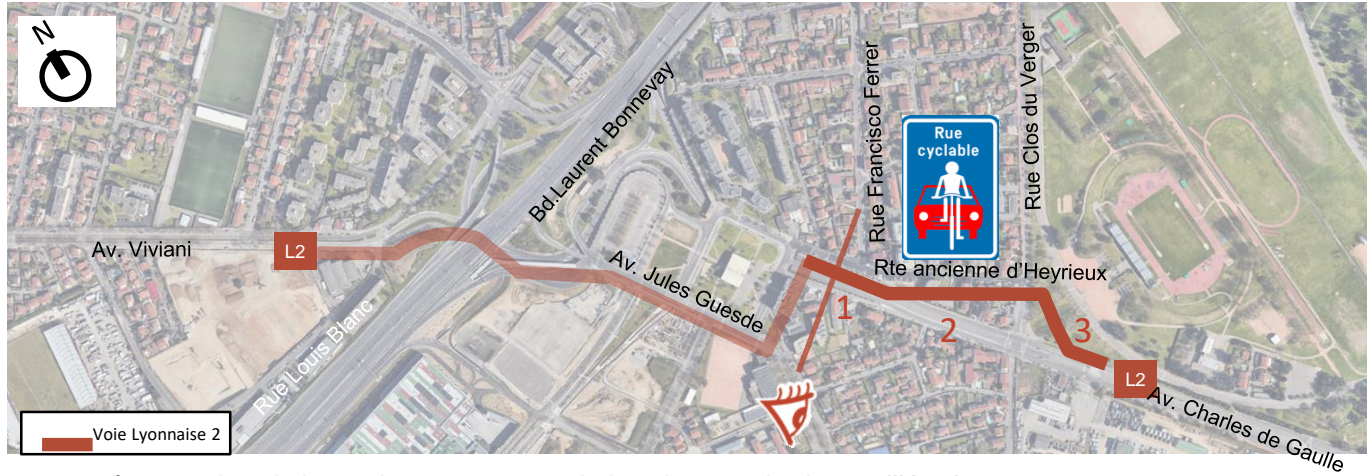 N
Av. Viviani
L2
Rue Louis Blanc
Bd.Laurent Bonnevay
Av. Jules Guesde
Rue Francisco Ferrer
Rue
cyclable
Rue Clos du Verger
Rte ancienne d'Heyrieux
1
2
3
L2
Av. Charles de Gaulle
Voie Lyonnaise 2